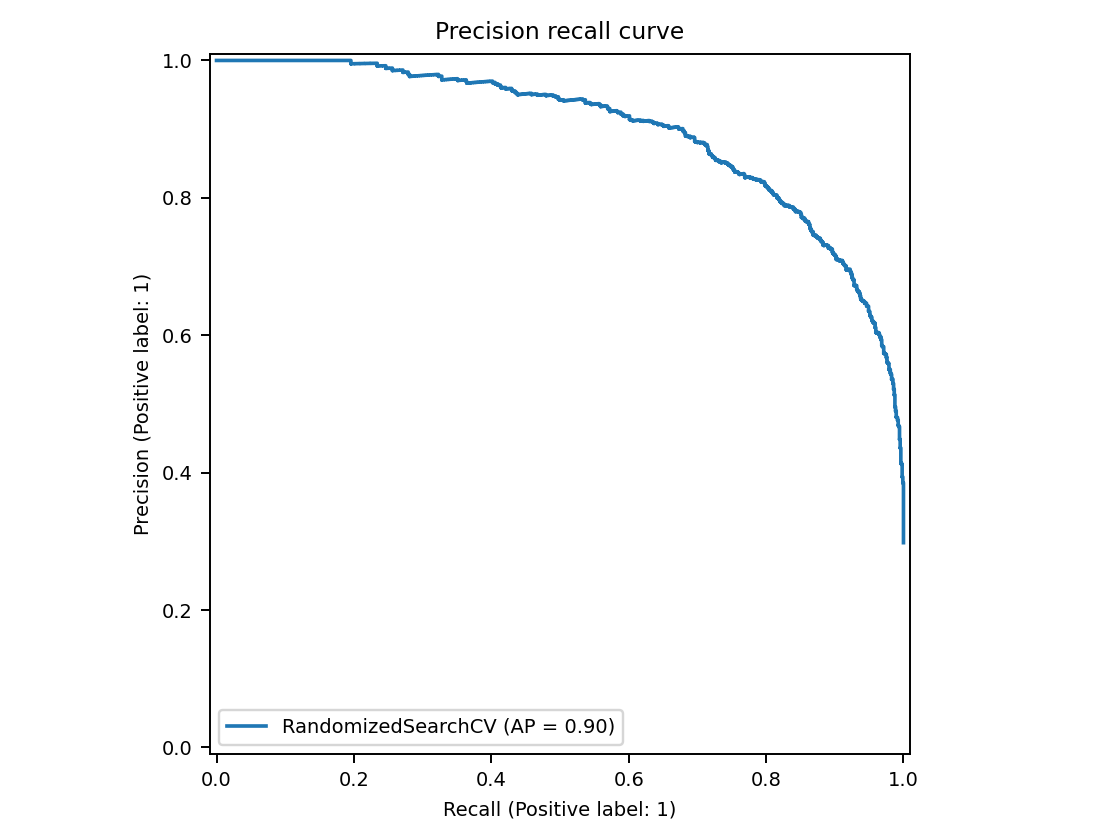 Precision recall curve
1.0
0.8
0.6
0.4
0.2
0.0
Precision (Positive label: 1)
RandomizedSearchCV (AP = 0.90)
0.0 0.2 0.4 0.6 0.8 1.0
Recall (Positive label: 1)